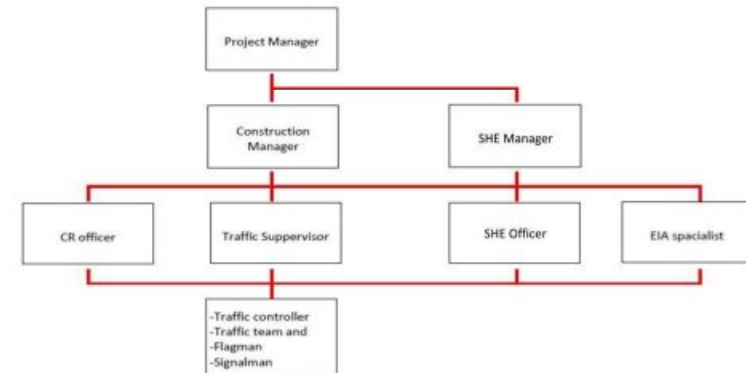 Project Manager
Construction
Manager
SHE Manager
CR officer
Traffic Suppervisor
SHE Officer
EIA spacialist
-Traffic controller
-Traffic team and
-Flagman
-Signalman